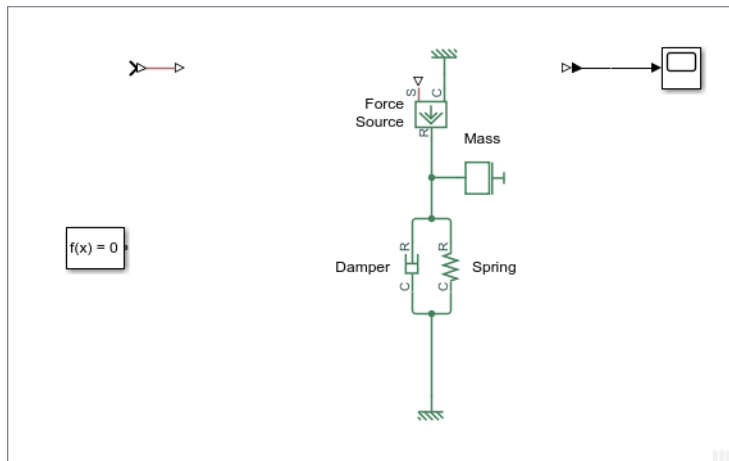 S
C
Force
Source
R
Mass
f(x) = 0
R
R
Damper
Spring
C
C